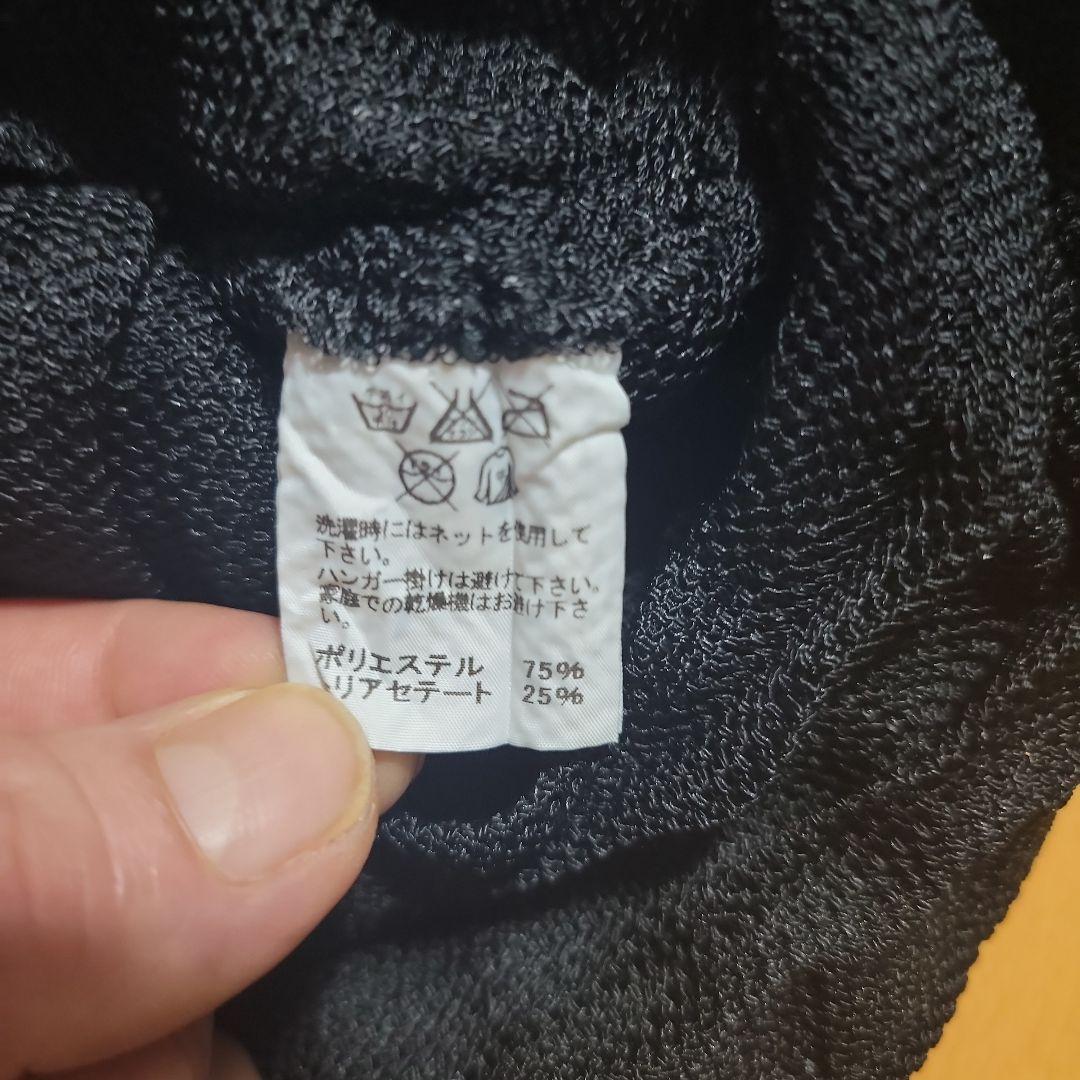 洗濯時にはネットを使用して
下さい。
ハンガー掛けは避けて下さい。
家庭での乾燥機はお避け下さ
い。
ポリエステル 75%
トリアセテート 25%